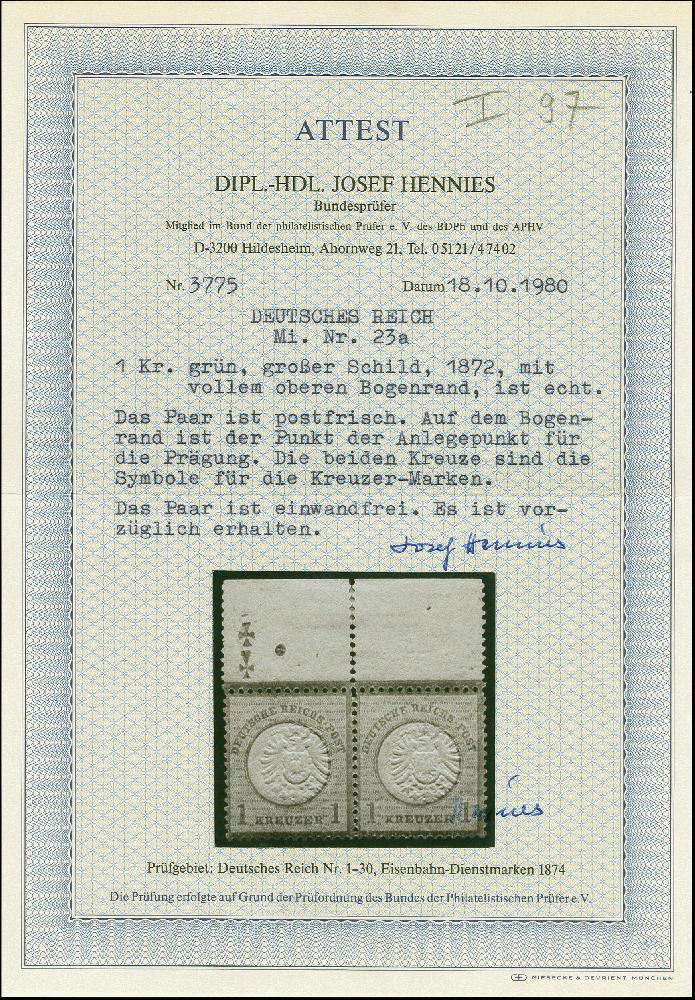 I 97
ATTEST
DIPL.-HDL. JOSEF HENNIES
Bundesprüfer
Mitglied im Bund der philatelistischen Prüfer e. V. des BDPh und des APHV
D-3200 Hildesheim, Ahornweg 21, Tel. 05121/47402
Nr. 3775 Datum 18.10.1980
DEUTSCHES REICH
Mi. Nr. 23a
1 Kr. grün, großer Schild, 1872, mit
vollem oberen Bogenrand, ist echt.
Das Paar ist postfrisch. Auf dem Bogen-
rand ist der Punkt der Anlegepunkt für
die Prägung. Die beiden Kreuze sind die
Symbole für die Kreuzer-Marken.
Das Paar ist einwandfrei. Es ist vor-
züglich erhalten.
Josef Hennies
DEUTSCHE REICHS-POST DEUTSCHE REICHS-POST
1 KREUZER 1 1 KREUZER 1
Hennies
Prüfgebiet: Deutsches Reich Nr. 1-30, Eisenbahn-Dienstmarken 1874
Die Prüfung erfolgte auf Grund der Prüfordnung des Bundes der Philatelistischen Prüfer e.V.
GIESECKE & DEVRIENT MÜNCHEN